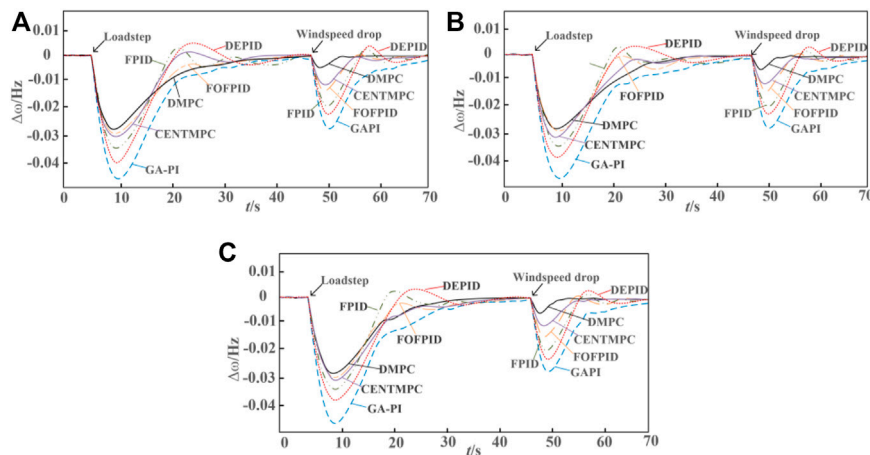 A
0.01
0
-0.01
-0.02
-0.03
-0.04
Δω/Hz
Loadstep
FPID
DEPID
DMPC
FOFPID
CENTMPC
GA-PI
Windspeed drop
DEPID
DMPC
CENTMPC
FOFPID
FPID
GAPI
0 10 20 30 40 50 60 70
t/s
B
0.01
0
-0.01
-0.02
-0.03
-0.04
Δω/Hz
Loadstep
FPID
DEPID
FOFPID
DMPC
CENTMPC
GA-PI
Windspeed drop
DEPID
DMPC
CENTMPC
FOFPID
FPID
GAPI
0 10 20 30 40 50 60 70
t/s
C
0.01
0
-0.01
-0.02
-0.03
-0.04
Δω/Hz
Loadstep
FPID
DEPID
FOFPID
DMPC
CENTMPC
GA-PI
Windspeed drop
DEPID
DMPC
CENTMPC
FOFPID
FPID
GAPI
0 10 20 30 40 50 60 70
t/s